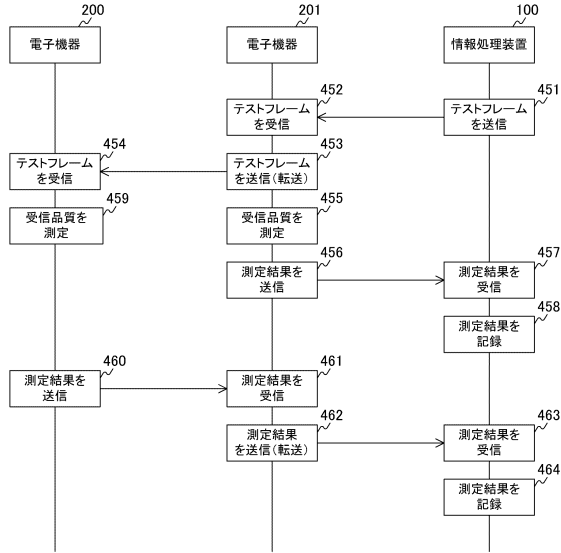 200
201
100
電子機器
電子機器
情報処理装置
452
451
テストフレーム
を受信
テストフレーム
を送信
454
453
テストフレーム
を受信
テストフレーム
を送信(転送)
459
455
受信品質を
測定
受信品質を
測定
456
457
測定結果を
送信
測定結果を
受信
458
測定結果を
記録
460
461
測定結果を
送信
測定結果を
受信
462
463
測定結果
を送信(転送)
測定結果を
受信
464
測定結果を
記録